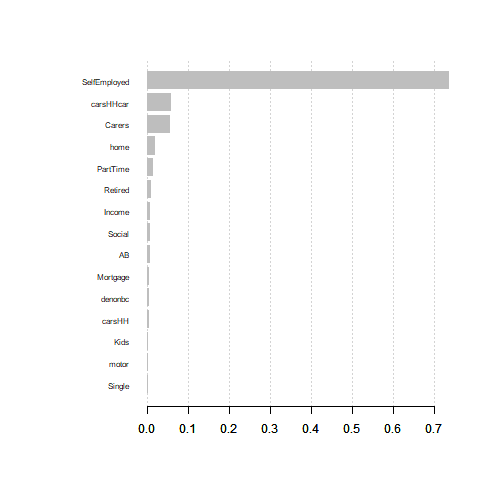 SelfEmployed
carsHHcar
Carers
home
PartTime
Retired
Income
Social
AB
Mortgage
denonbc
carsHH
Kids
motor
Single
0.0 0.1 0.2 0.3 0.4 0.5 0.6 0.7